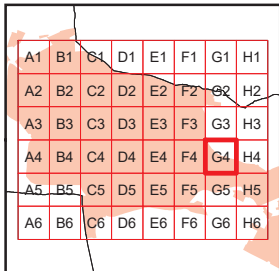 A1 B1 C1 D1 E1 F1 G1 H1
A2 B2 C2 D2 E2 F2 G2 H2
A3 B3 C3 D3 E3 F3 G3 H3
A4 B4 C4 D4 E4 F4 G4 H4
A5 B5 C5 D5 E5 F5 G5 H5
A6 B6 C6 D6 E6 F6 G6 H6